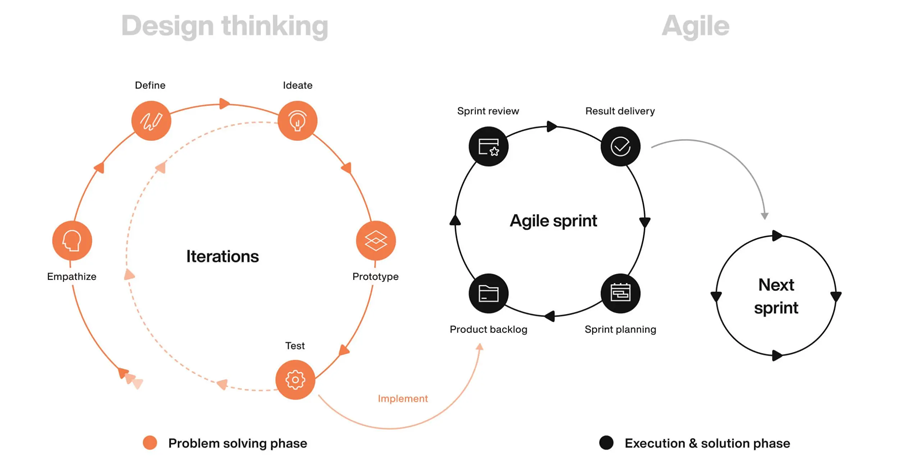 Design thinking
Agile
Define
Ideate
Sprint review
Result delivery
Agile sprint
Iterations
Empathize
Prototype
Next
sprint
Product backlog
Sprint planning
Test
Implement
Problem solving phase
Execution & solution phase